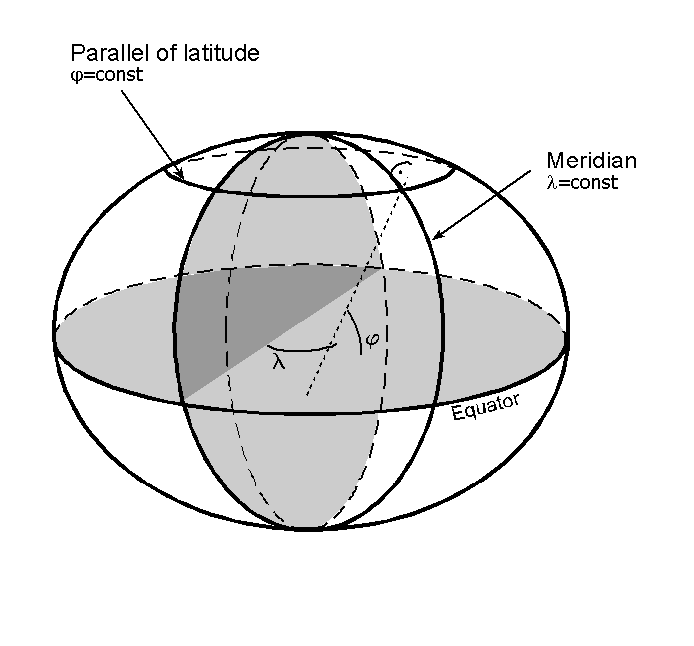 Parallel of latitude
φ=const
Meridian
λ=const
φ
λ
Equator